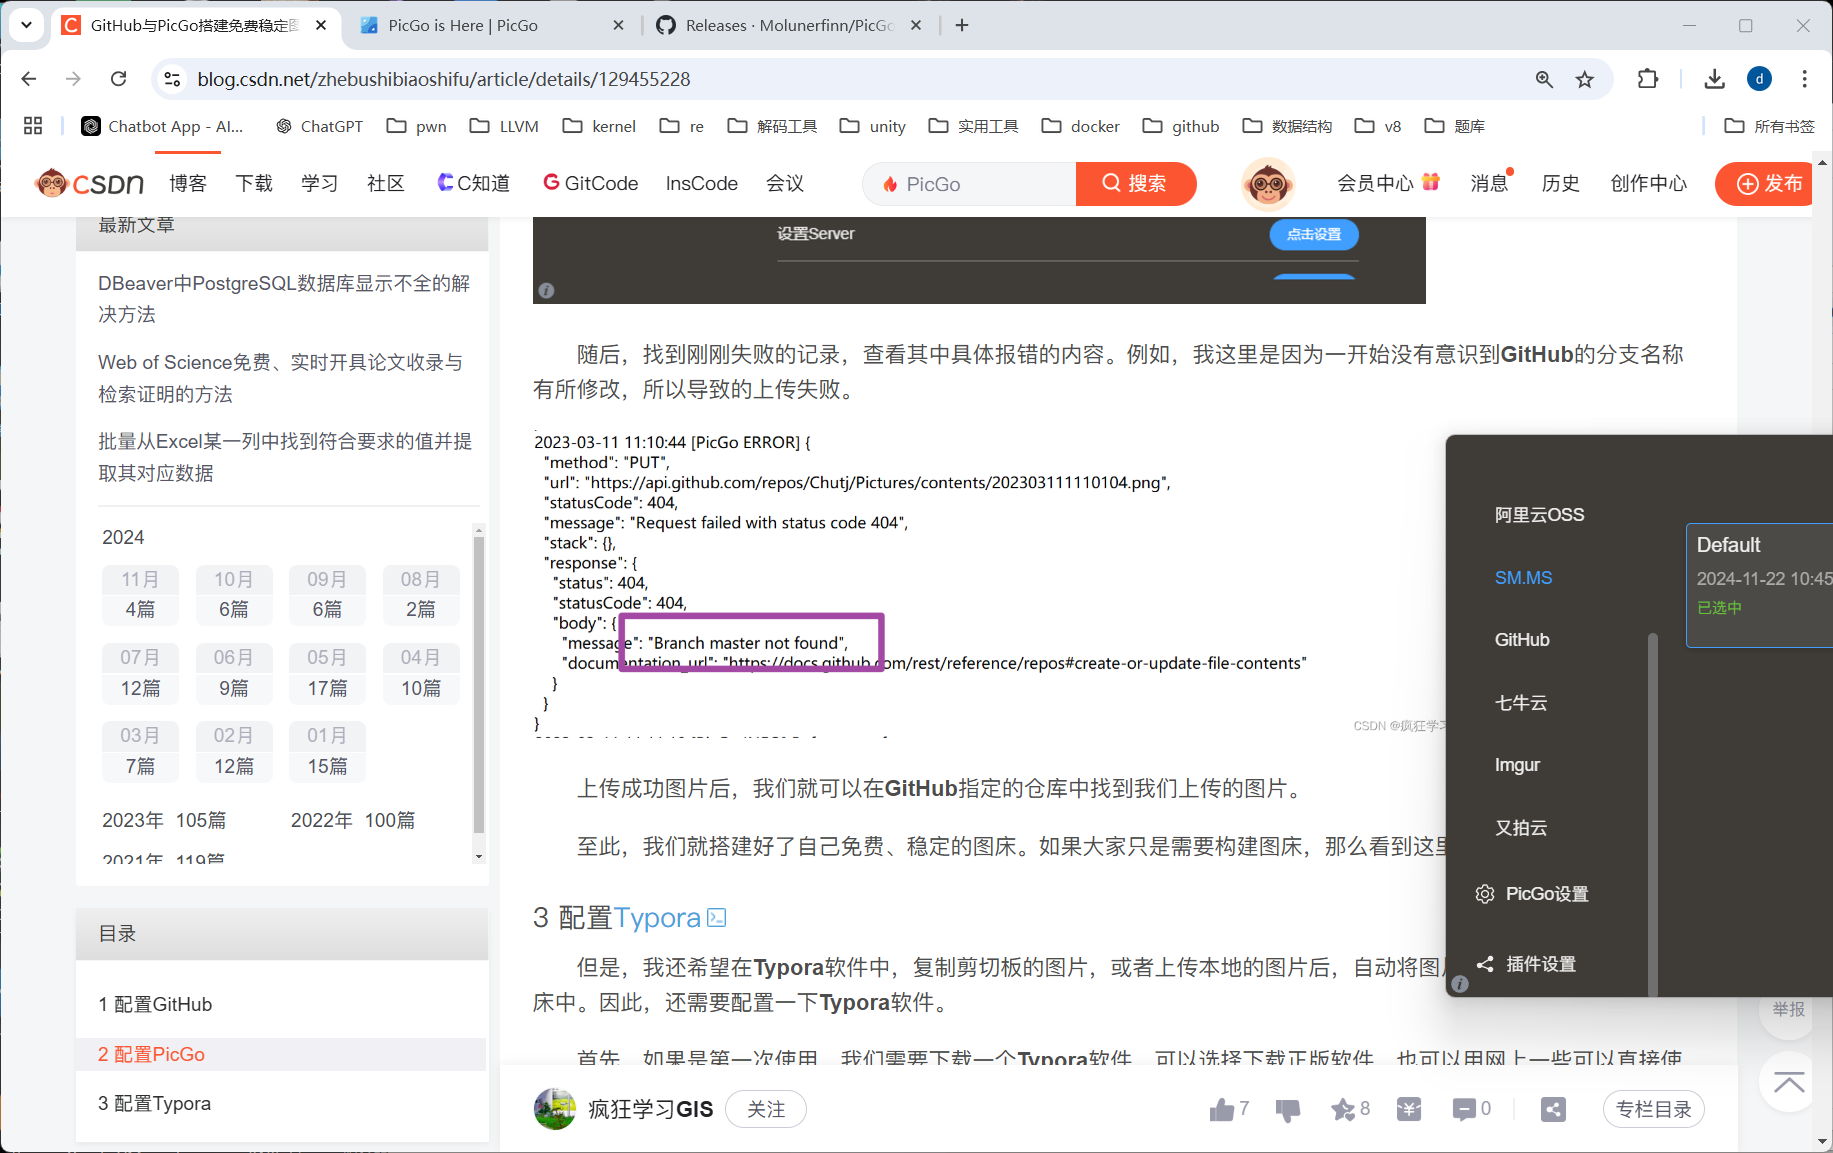 GitHub与PicGo搭建免费稳定图
PicGo is Here | PicGo
Releases · Molunerfinn/PicGo
blog.csdn.net/zhebushibiaoshifu/article/details/129455228
d
Chatbot App - AI...
ChatGPT
pwn
LLVM
kernel
re
解码工具
unity
实用工具
docker
github
数据结构
v8
题库
所有书签
CSDN
博客
下载
学习
社区
C知道
GitCode
InsCode
会议
PicGo
搜索
会员中心
消息
历史
创作中心
发布
最新文章
DBeaver中PostgreSQL数据库显示不全的解
决方法
Web of Science免费、实时开具论文收录与
检索证明的方法
批量从Excel某一列中找到符合要求的值并提
取其对应数据
2024
11月 10月 09月 08月
4篇 6篇 6篇 2篇
07月 06月 05月 04月
12篇 9篇 17篇 10篇
03月 02月 01月
7篇 12篇 15篇
2023年 105篇 2022年 100篇
2021年 119篇
目录
1 配置GitHub
2 配置PicGo
3 配置Typora
设置Server
点击设置
随后，找到刚刚失败的记录，查看其中具体报错的内容。例如，我这里是因为一开始没有意识到GitHub的分支名称
有所修改，所以导致的上传失败。
2023-03-11 11:10:44 [PicGo ERROR] {
"method": "PUT",
"url": "https://api.github.com/repos/Chutj/Pictures/contents/202303111110104.png",
"statusCode": 404,
"message": "Request failed with status code 404",
"stack": {},
"response": {
"status": 404,
"statusCode": 404,
"body": {
"message": "Branch master not found",
"documentation_url": "https://docs.github.com/rest/reference/repos#create-or-update-file-contents"
}
}
}
CSDN @疯狂学习
上传成功图片后，我们就可以在GitHub指定的仓库中找到我们上传的图片。
至此，我们就搭建好了自己免费、稳定的图床。如果大家只是需要构建图床，那么看到这里
3 配置Typora
但是，我还希望在Typora软件中，复制剪切板的图片，或者上传本地的图片后，自动将图片
床中。因此，还需要配置一下Typora软件。
首先，如果是第一次使用，我们需要下载一个Typora软件，可以选择下载正版软件，也可以用网上一些可以直接使
疯狂学习GIS
关注
7
8
0
专栏目录
阿里云OSS
SM.MS
GitHub
七牛云
Imgur
又拍云
PicGo设置
插件设置
Default
2024-11-22 10:45
已选中
举报